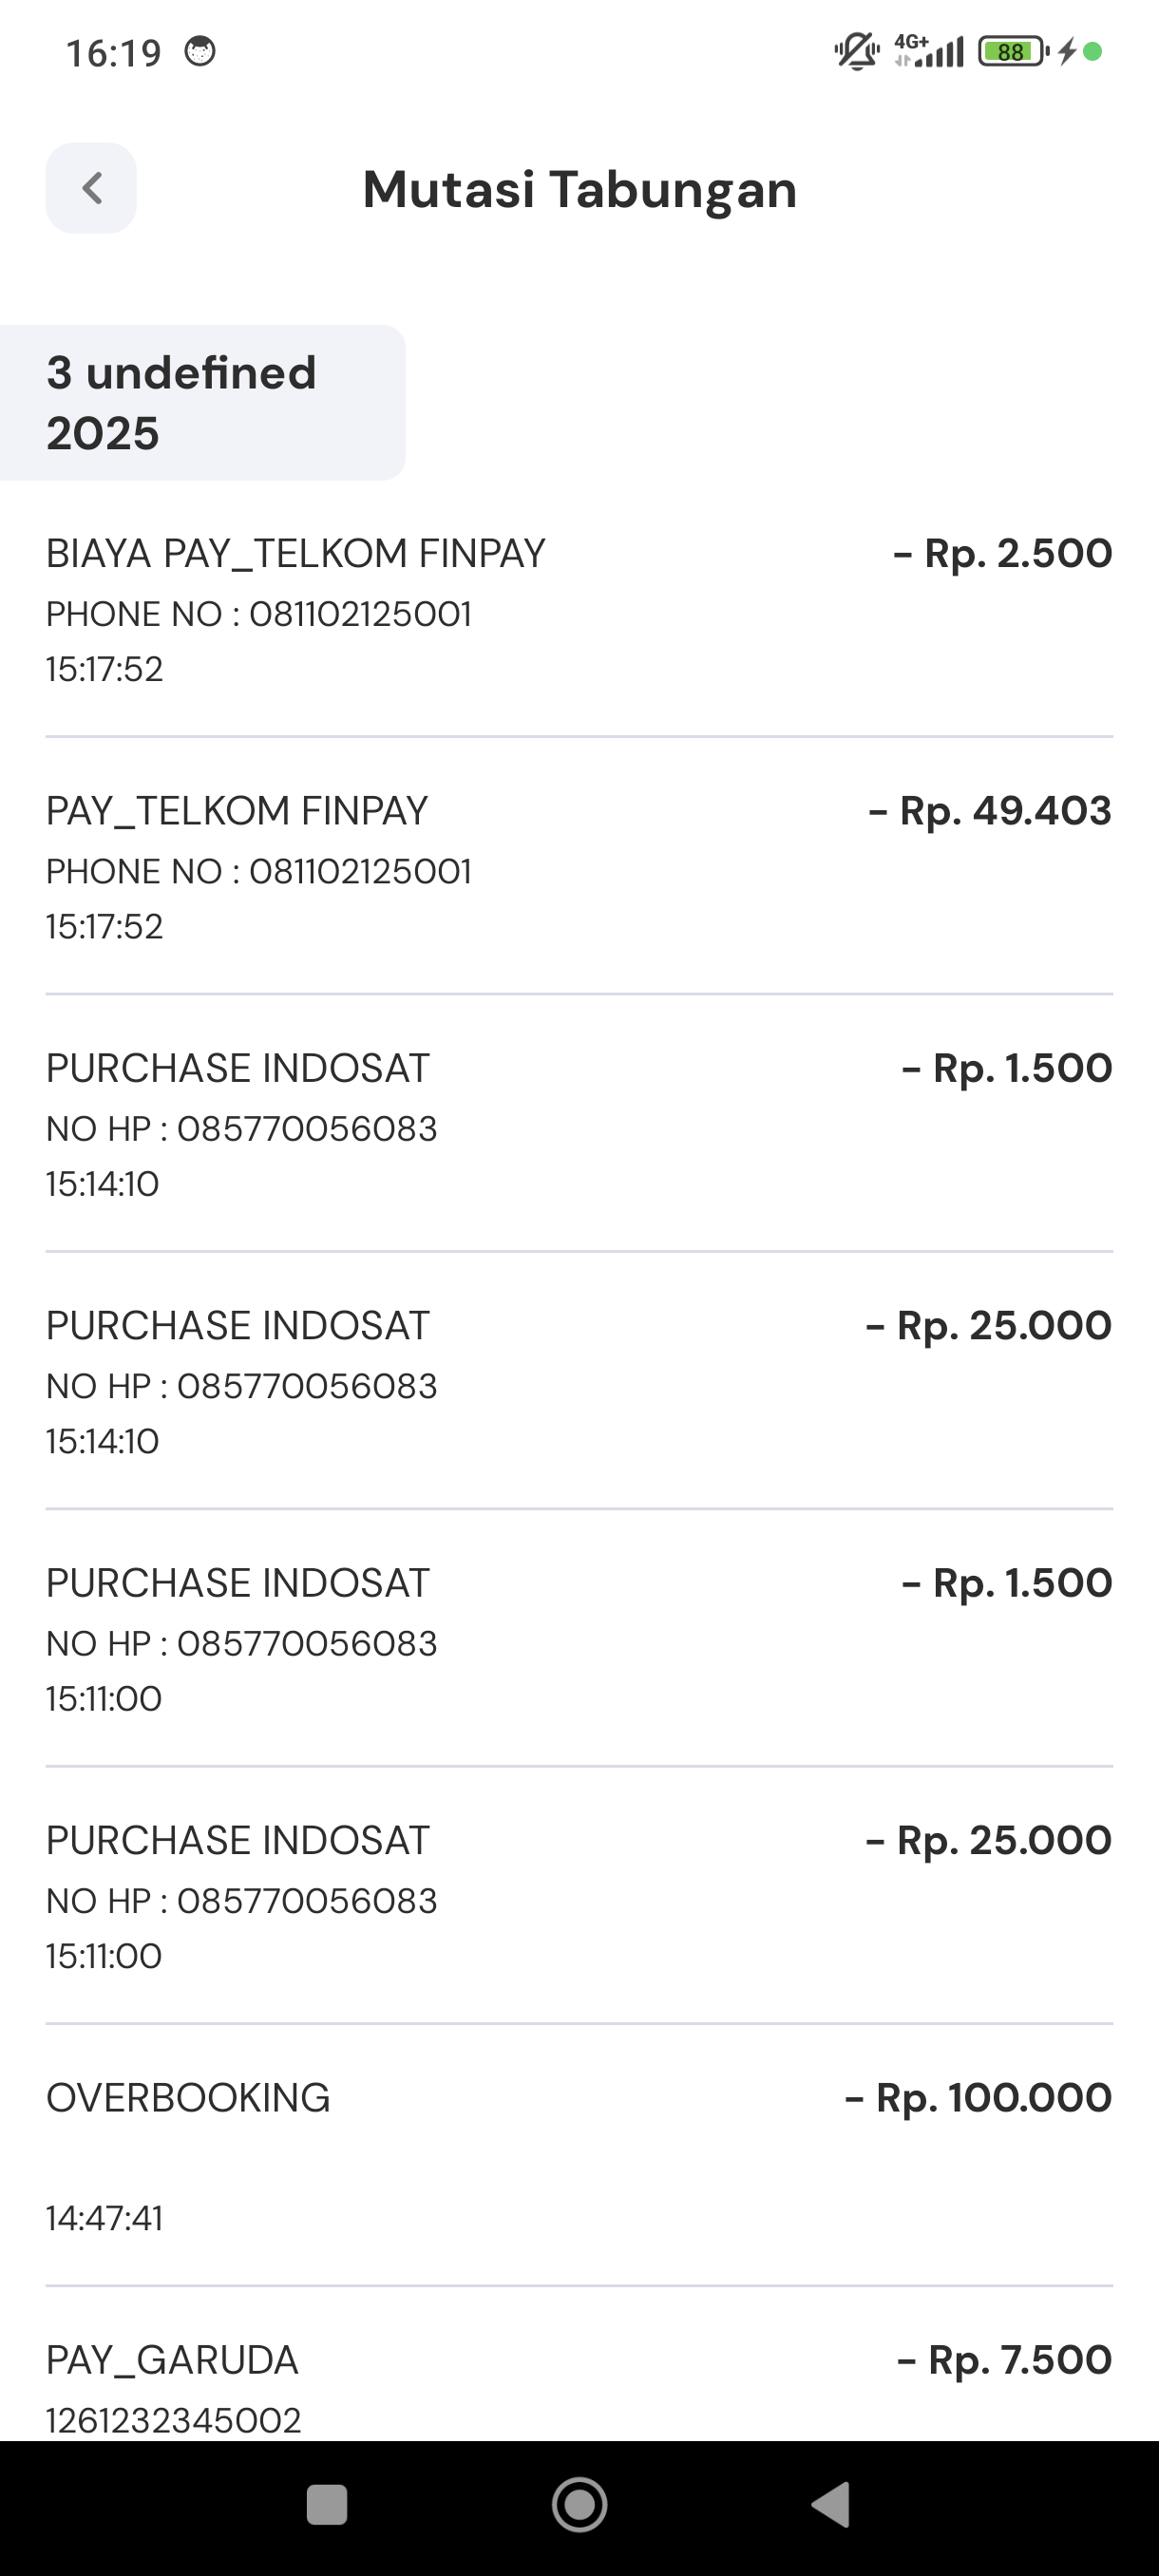 16:19
4G+
88
Mutasi Tabungan
3 undefined
2025
BIAYA PAY_TELKOM FINPAY
- Rp. 2.500
PHONE NO : 081102125001
15:17:52
PAY_TELKOM FINPAY
- Rp. 49.403
PHONE NO : 081102125001
15:17:52
PURCHASE INDOSAT
- Rp. 1.500
NO HP : 085770056083
15:14:10
PURCHASE INDOSAT
- Rp. 25.000
NO HP : 085770056083
15:14:10
PURCHASE INDOSAT
- Rp. 1.500
NO HP : 085770056083
15:11:00
PURCHASE INDOSAT
- Rp. 25.000
NO HP : 085770056083
15:11:00
OVERBOOKING
- Rp. 100.000
14:47:41
PAY_GARUDA
- Rp. 7.500
1261232345002